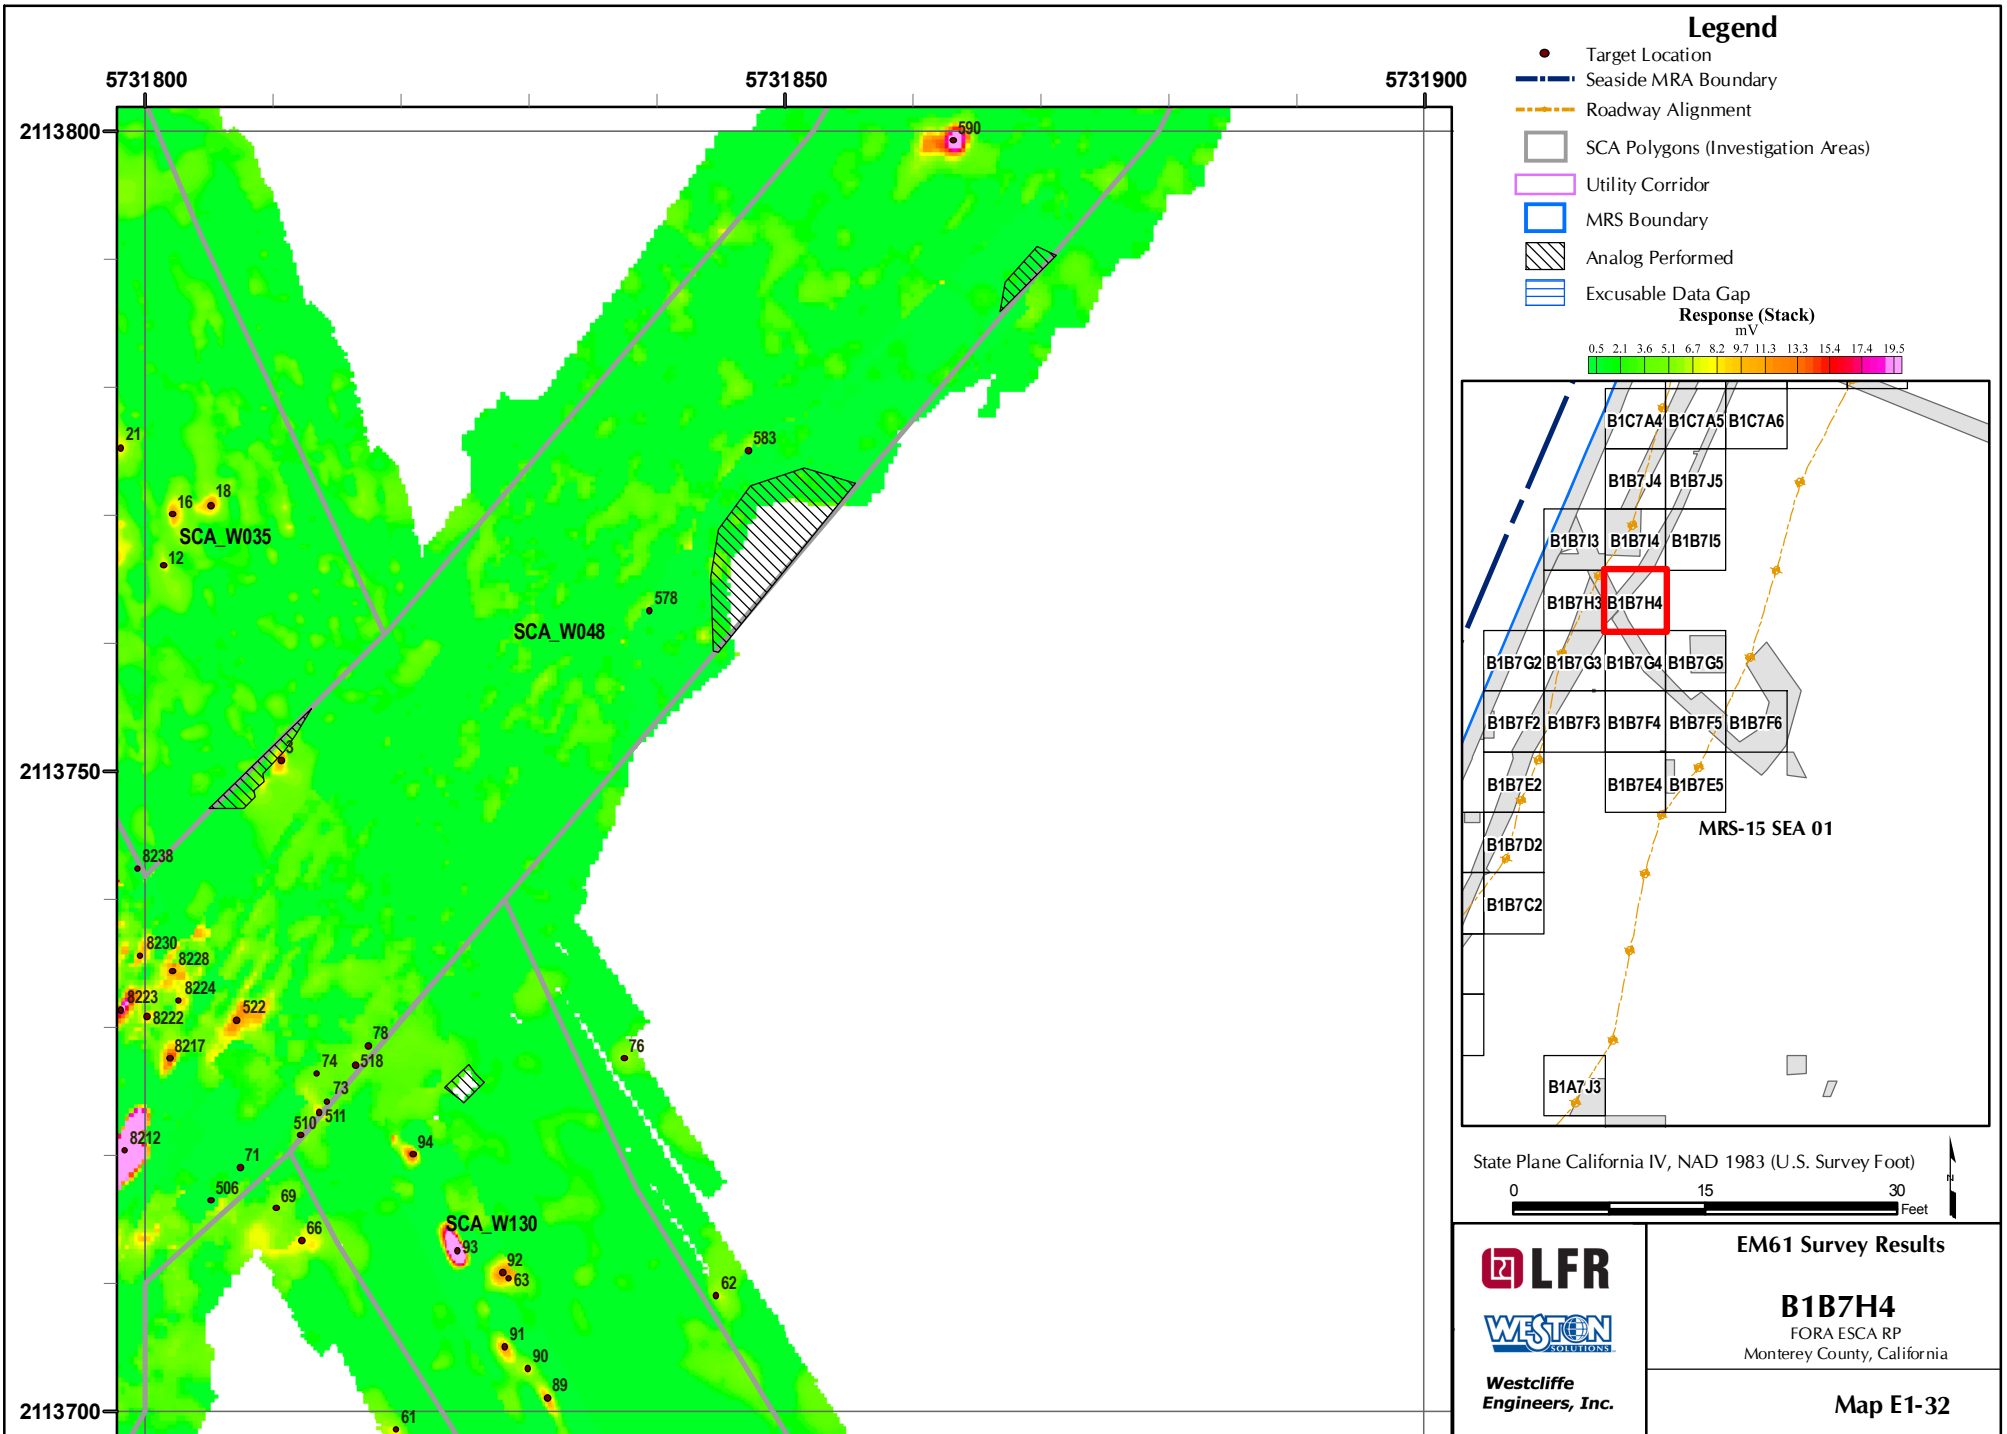 5731800
5731850
5731900
2113800
2113750
2113700
590
21
16
18
SCA_W035
12
583
578
SCA_W048
3
8238
8230
8228
8224
8223
8222
522
8217
78
74
518
73
511
510
76
8212
71
94
506
69
66
SCA_W130
93
92
63
62
91
90
89
61
Legend
Target Location
Seaside MRA Boundary
Roadway Alignment
SCA Polygons (Investigation Areas)
Utility Corridor
MRS Boundary
Analog Performed
Excusable Data Gap
Response (Stack)
mV
0.5 2.1 3.6 5.1 6.7 8.2 9.7 11.3 13.3 15.4 17.4 19.5
B1C7A4 B1C7A5 B1C7A6
B1B7J4 B1B7J5
B1B7I3 B1B7I4 B1B7I5
B1B7H3 B1B7H4
B1B7G2 B1B7G3 B1B7G4 B1B7G5
B1B7F2 B1B7F3 B1B7F4 B1B7F5 B1B7F6
B1B7E2 B1B7E4 B1B7E5
MRS-15 SEA 01
B1B7D2
B1B7C2
B1A7J3
State Plane California IV, NAD 1983 (U.S. Survey Foot)
0 15 30
Feet
LFR
WESTON
SOLUTIONS
Westcliffe
Engineers, Inc.
EM61 Survey Results
B1B7H4
FORA ESCA RP
Monterey County, California
Map E1-32